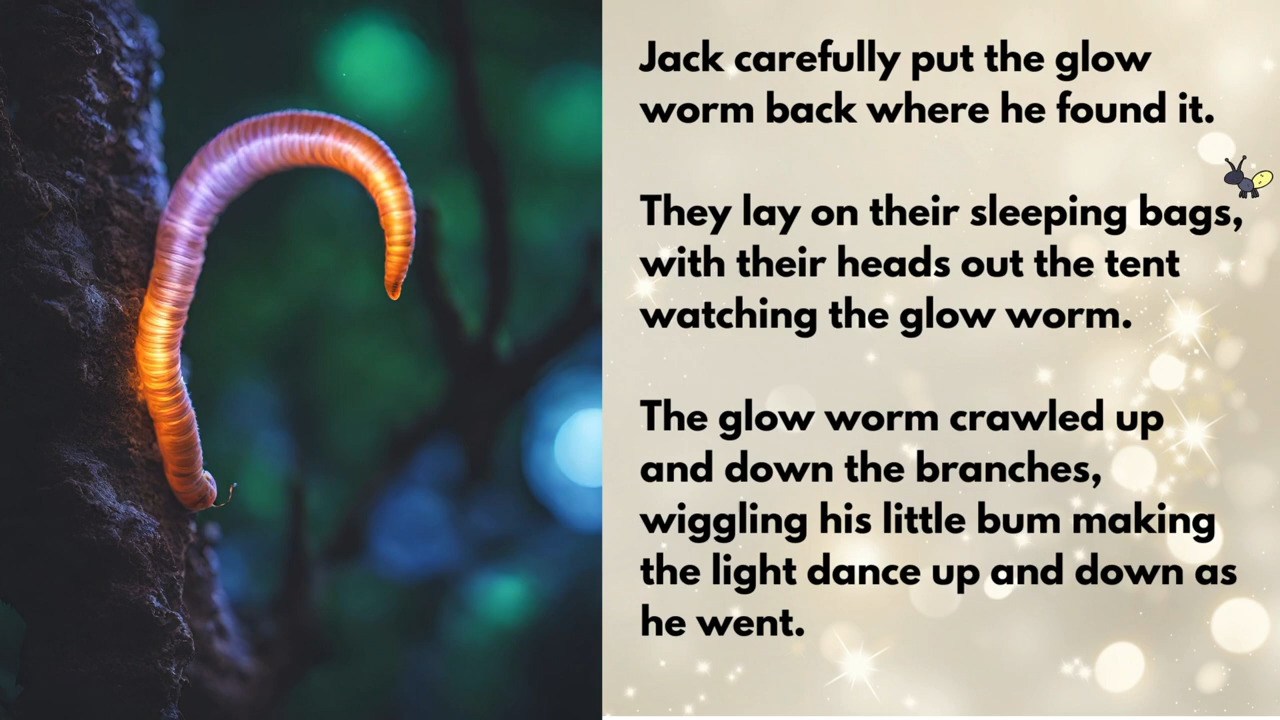 Jack carefully put the glow
worm back where he found it.
They lay on their sleeping bags,
with their heads out the tent
watching the glow worm.
The glow worm crawled up
and down the branches,
wiggling his little bum making
the light dance up and down as
he went.